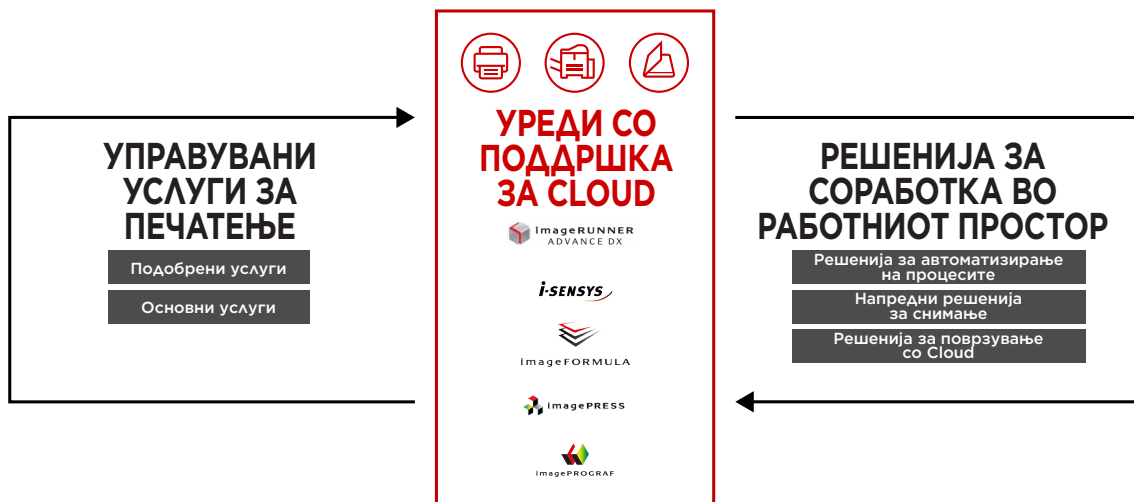 УПРАВУВАНИ
УСЛУГИ ЗА
ПЕЧАТЕЊЕ
Подобрени услуги
Основни услуги
УРЕДИ СО
ПОДДРШКА
ЗА CLOUD
imageRUNNER
ADVANCE DX
i-SENSYS
imageFORMULA
imagePRESS
imagePROGRAF
РЕШЕНИЈА ЗА
СОРАБОТКА ВО
РАБОТНИОТ ПРОСТОР
Решенија за автоматизирање
на процесите
Напредни решенија
за снимање
Решенија за поврзување
со Cloud